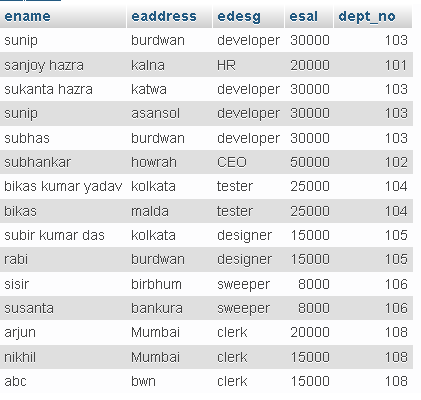 ename eaddress edesg esal dept_no
sunip burdwan developer 30000 103
sanjoy hazra kalna HR 20000 101
sukanta hazra katwa developer 30000 103
sunip asansol developer 30000 103
subhas burdwan developer 30000 103
subhankar howrah CEO 50000 102
bikas kumar yadav kolkata tester 25000 104
bikas malda tester 25000 104
subir kumar das kolkata designer 15000 105
rabi burdwan designer 15000 105
sisir birbhum sweeper 8000 106
susanta bankura sweeper 8000 106
arjun Mumbai clerk 20000 108
nikhil Mumbai clerk 15000 108
abc bwn clerk 15000 108